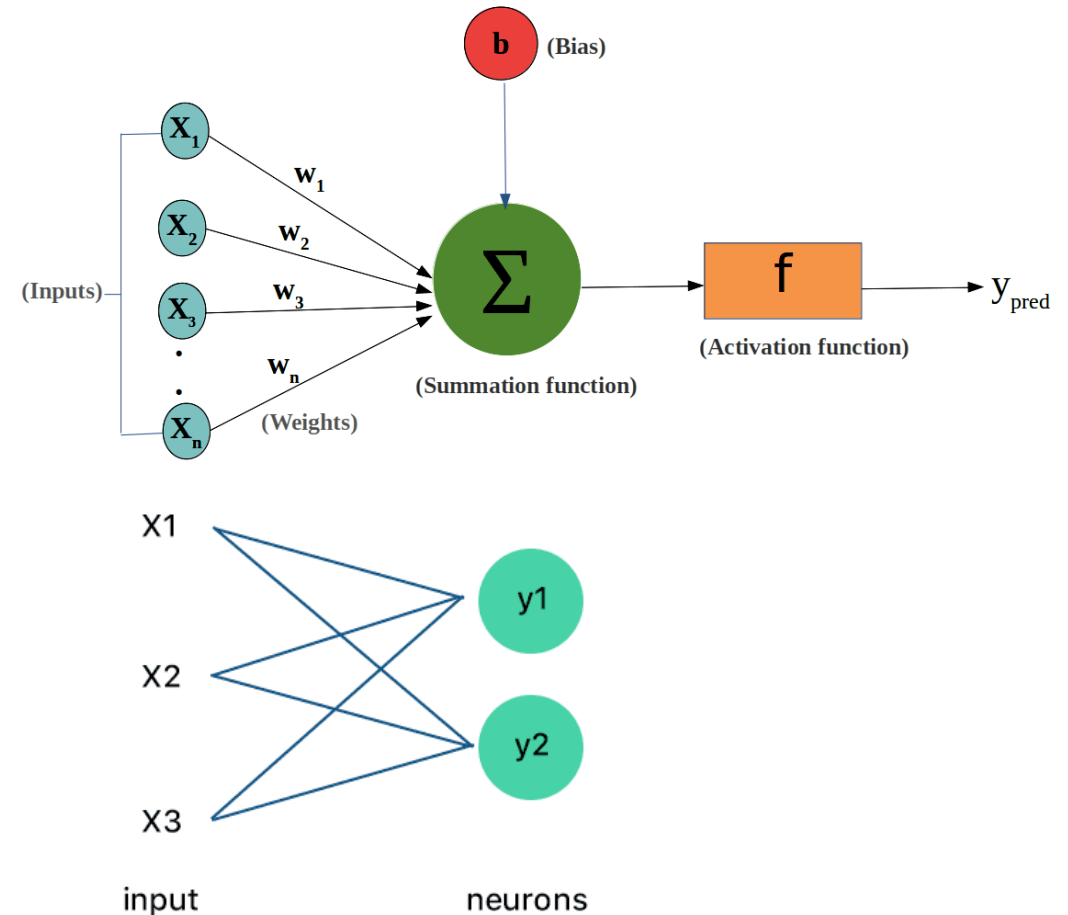 b (Bias)
X1
w1
X2
w2
(Inputs)
w3
X3
Σ
f
ypred
(Activation function)
wn
(Summation function)
Xn
(Weights)
X1
y1
X2
y2
X3
input
neurons